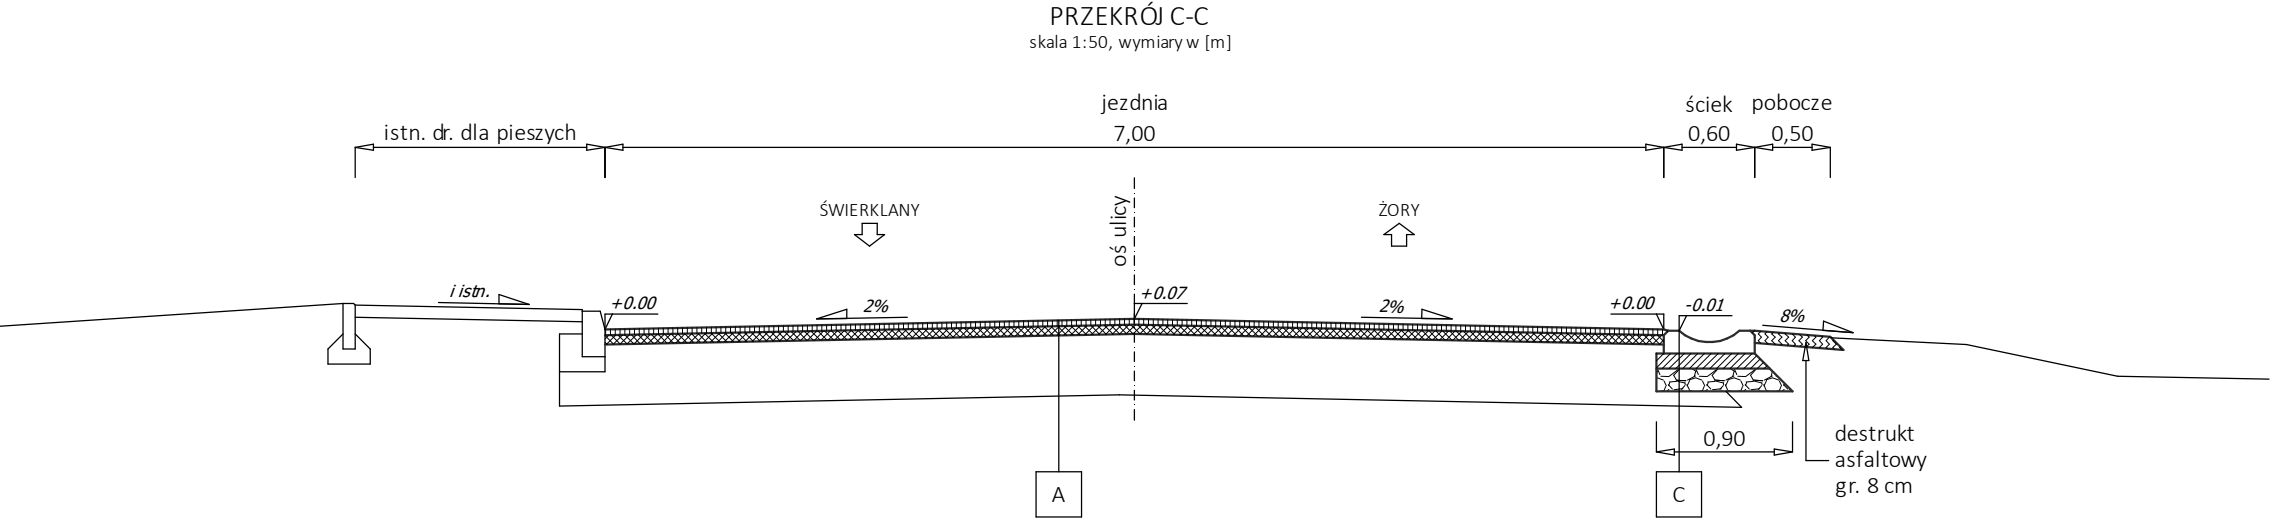 PRZEKRÓJ C-C
skala 1:50, wymiary w [m]
jezdnia
ściek
pobocze
istn. dr. dla pieszych
7,00
0,60
0,50
ŚWIERKLANY
oś ulicy
ŻORY
i istn.
+0.00
2%
+0.07
2%
+0.00
-0.01
8%
0,90
destrukt
asfaltowy
gr. 8 cm
A
C